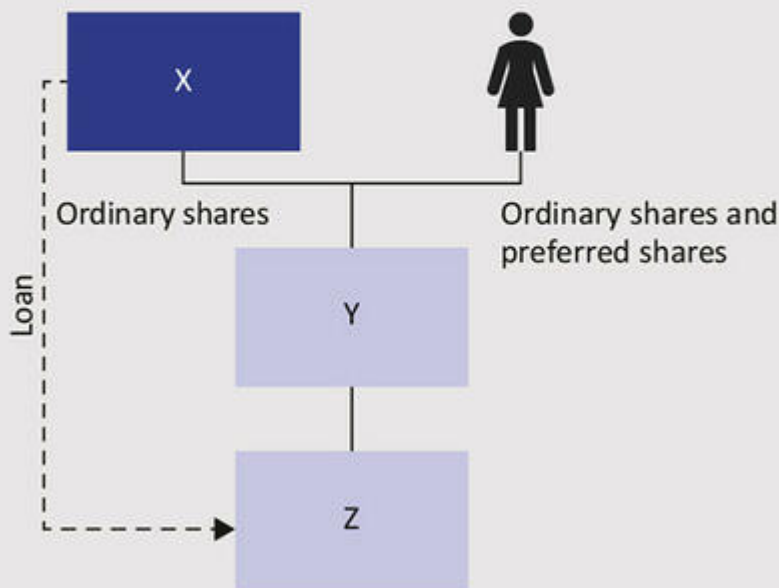 X
Ordinary shares
Ordinary shares and
preferred shares
Loan
Y
Z